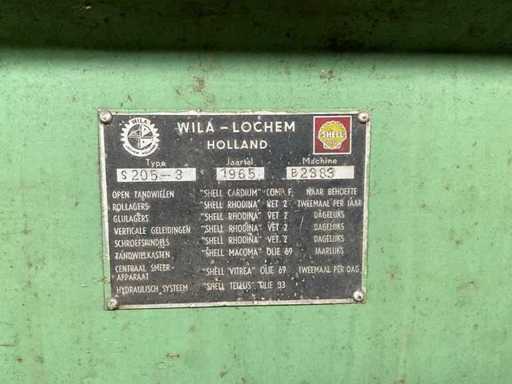 WILA
SHELL
WILA - LOCHEM
HOLLAND
Type Jaartal Machine
S 205-3 1965 B2383
OPEN TANDWIELEN "SHELL CARDIUM" COMP. F. NAAR BEHOEFTE
ROLLAGERS "SHELL RHODINA" VET 2 TWEEMAAL PER JAAR
GLIJLAGERS "SHELL RHODINA" VET 2 DAGELIJKS
VERTICALE GELEIDINGEN "SHELL RHODINA" VET. 2 DAGELIJKS
SCHROEFSPINDELS "SHELL RHODINA" VET. 2 DAGELIJKS
TANDWIELKASTEN "SHELL MACOMA" OLIE 69 JAARLIJKS
CENTRAAL SMEER-
APPARAAT "SHELL VITREA" OLIE 69 TWEEMAAL PER DAG
HYDRAULISCH SYSTEEM "SHELL TELLUS" OLIE 33